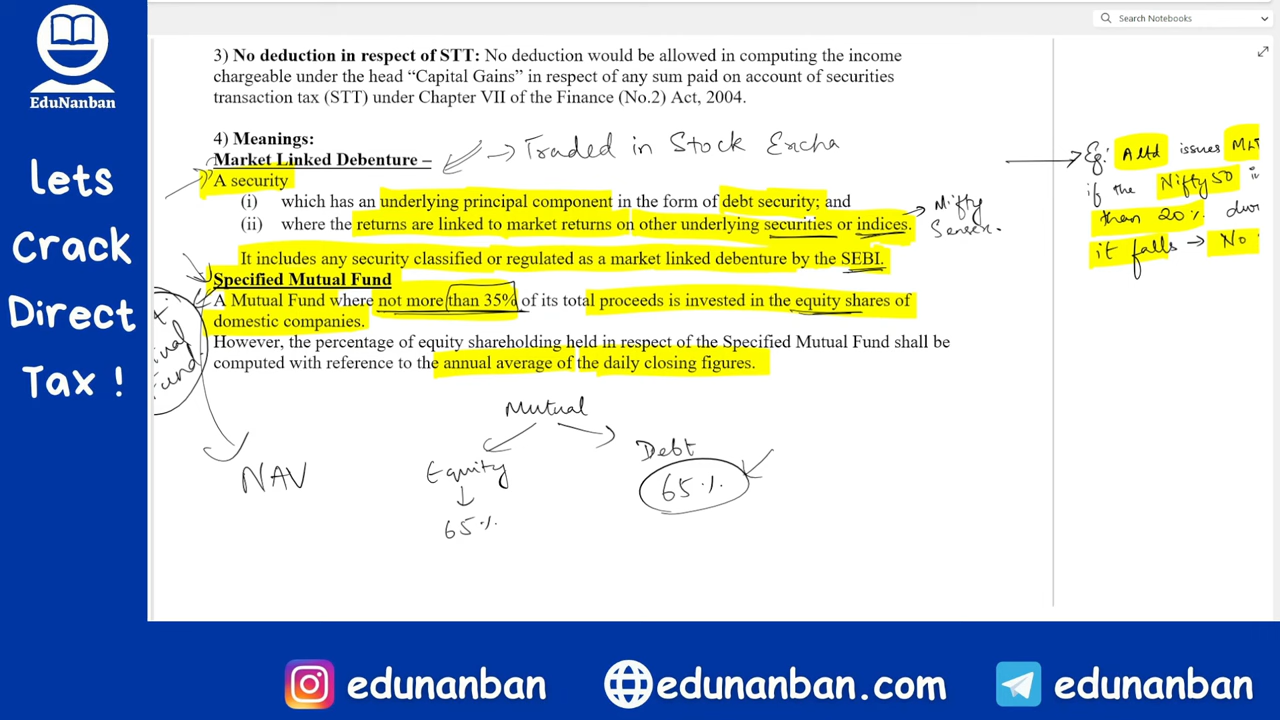 EduNanban
Lets
Crack
Direct
Tax !
Search Notebooks
3) No deduction in respect of STT: No deduction would be allowed in computing the income
chargeable under the head “Capital Gains” in respect of any sum paid on account of securities
transaction tax (STT) under Chapter VII of the Finance (No.2) Act, 2004.
4) Meanings:
Market Linked Debenture –
→ Traded in Stock Excha
A security
(i) which has an underlying principal component in the form of debt security; and
(ii) where the returns are linked to market returns on other underlying securities or indices.
Nifty
Sensex.
It includes any security classified or regulated as a market linked debenture by the SEBI.
Specified Mutual Fund
A Mutual Fund where not more than 35% of its total proceeds is invested in the equity shares of
domestic companies.
However, the percentage of equity shareholding held in respect of the Specified Mutual Fund shall be
computed with reference to the annual average of the daily closing figures.
Fund
NAV
Mutual
Equity
65%
Debt
65%
Eg: A Ltd issues
if the Nifty50
than 20%
it falls → No
edunanban
edunanban.com
edunanban